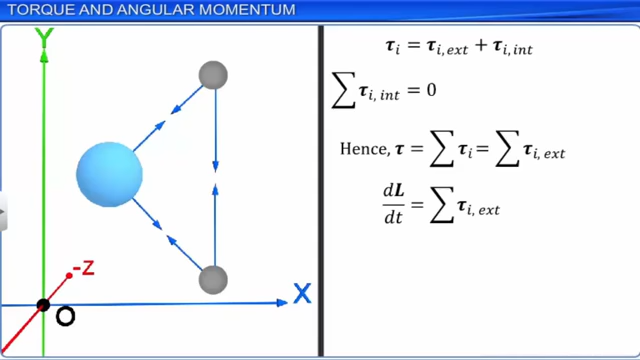 TORQUE AND ANGULAR MOMENTUM
Y
-Z
O
X
τᵢ = τᵢ,ₑₓₜ + τᵢ,ᵢₙₜ
∑ τᵢ,ᵢₙₜ = 0
Hence, τ = ∑ τᵢ = ∑ τᵢ,ₑₓₜ
dL/dt = ∑ τᵢ,ₑₓₜ